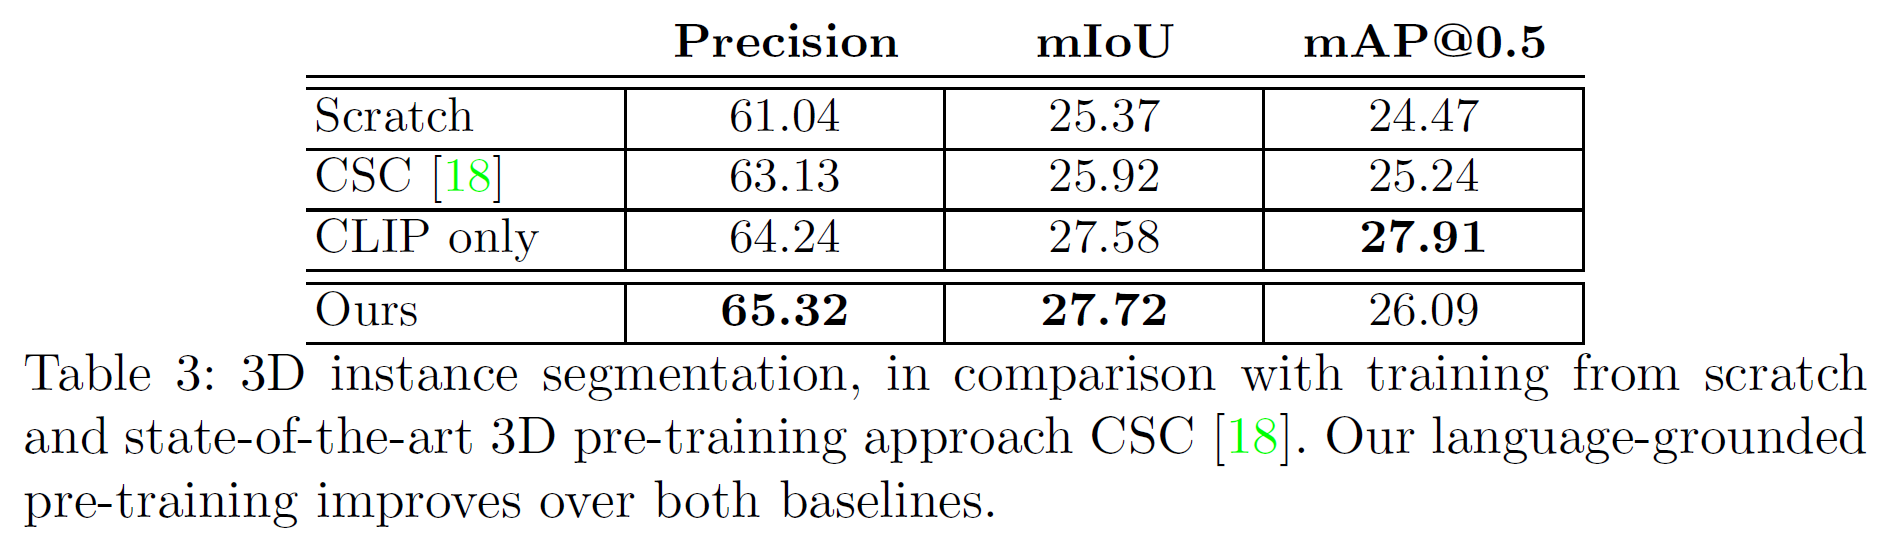 Precision mIoU mAP@0.5
Scratch 61.04 25.37 24.47
CSC [18] 63.13 25.92 25.24
CLIP only 64.24 27.58 27.91
Ours 65.32 27.72 26.09
Table 3: 3D instance segmentation, in comparison with training from scratch
and state-of-the-art 3D pre-training approach CSC [18]. Our language-grounded
pre-training improves over both baselines.